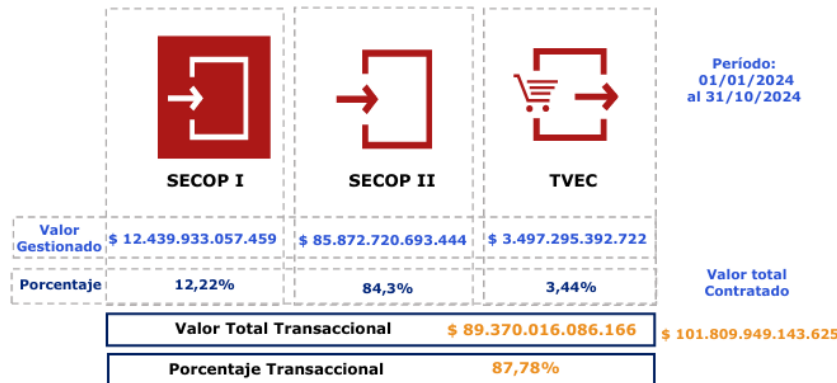 Período:
01/01/2024
al 31/10/2024
SECOP I
SECOP II
TVEC
Valor
Gestionado
$ 12.439.933.057.459
$ 85.872.720.693.444
$ 3.497.295.392.722
Porcentaje
12,22%
84,3%
3,44%
Valor total
Contratado
Valor Total Transaccional
$ 89.370.016.086.166
$ 101.809.949.143.625
Porcentaje Transaccional
87,78%